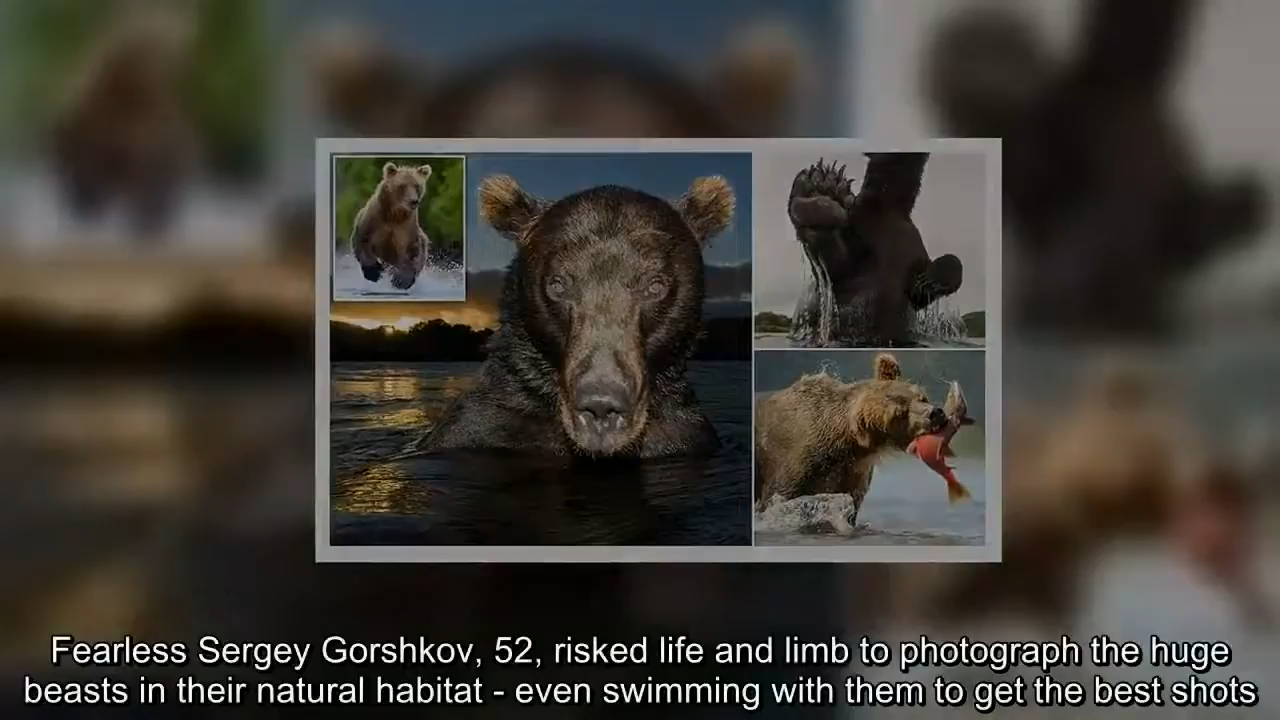 Fearless Sergey Gorshkov, 52, risked life and limb to photograph the huge
beasts in their natural habitat - even swimming with them to get the best shots